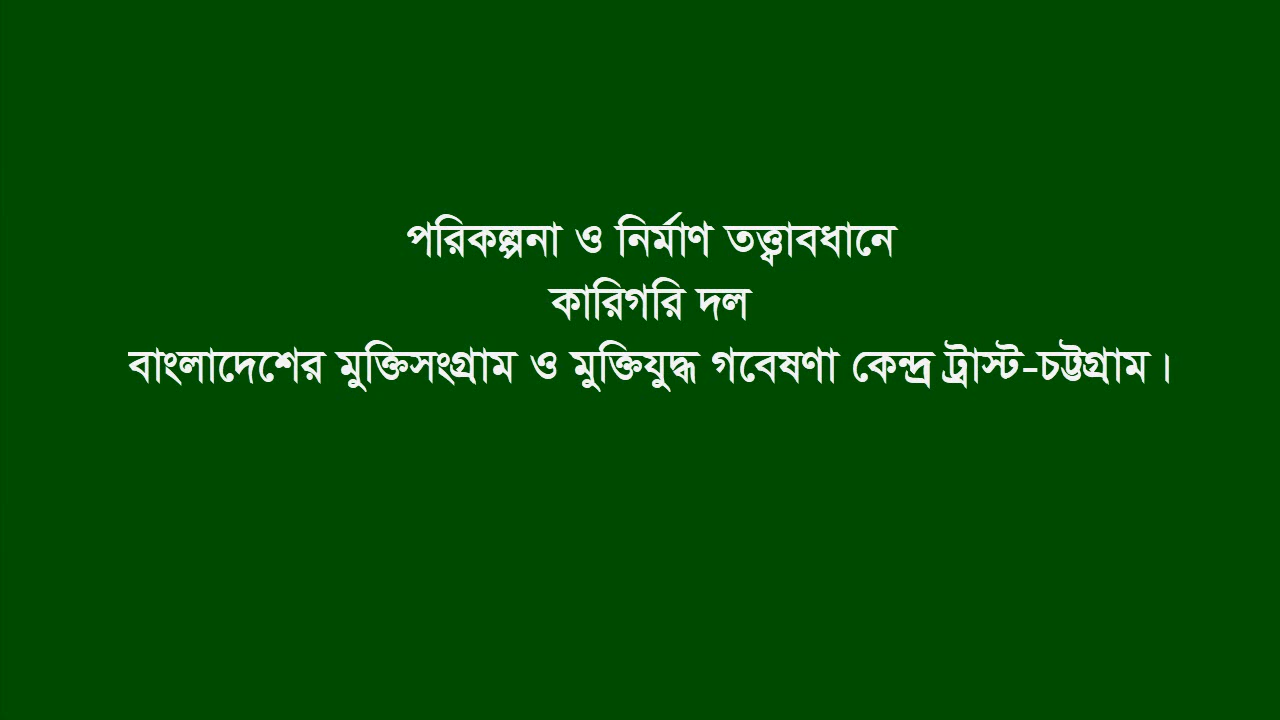 পরিকল্পনা ও নির্মাণ তত্ত্বাবধানে
কারিগরি দল
বাংলাদেশের মুক্তিসংগ্রাম ও মুক্তিযুদ্ধ গবেষণা কেন্দ্র ট্রাস্ট-চট্টগ্রাম।